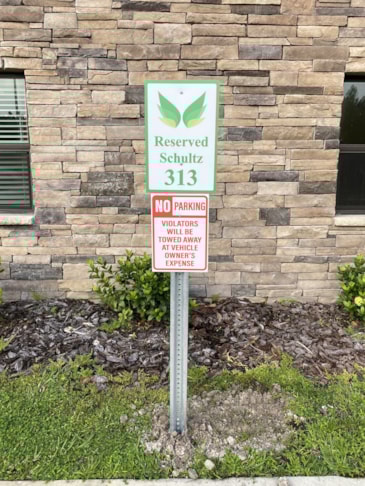 Reserved
Schultz
313
NO PARKING
VIOLATORS
WILL BE
TOWED AWAY
AT VEHICLE
OWNER'S
EXPENSE